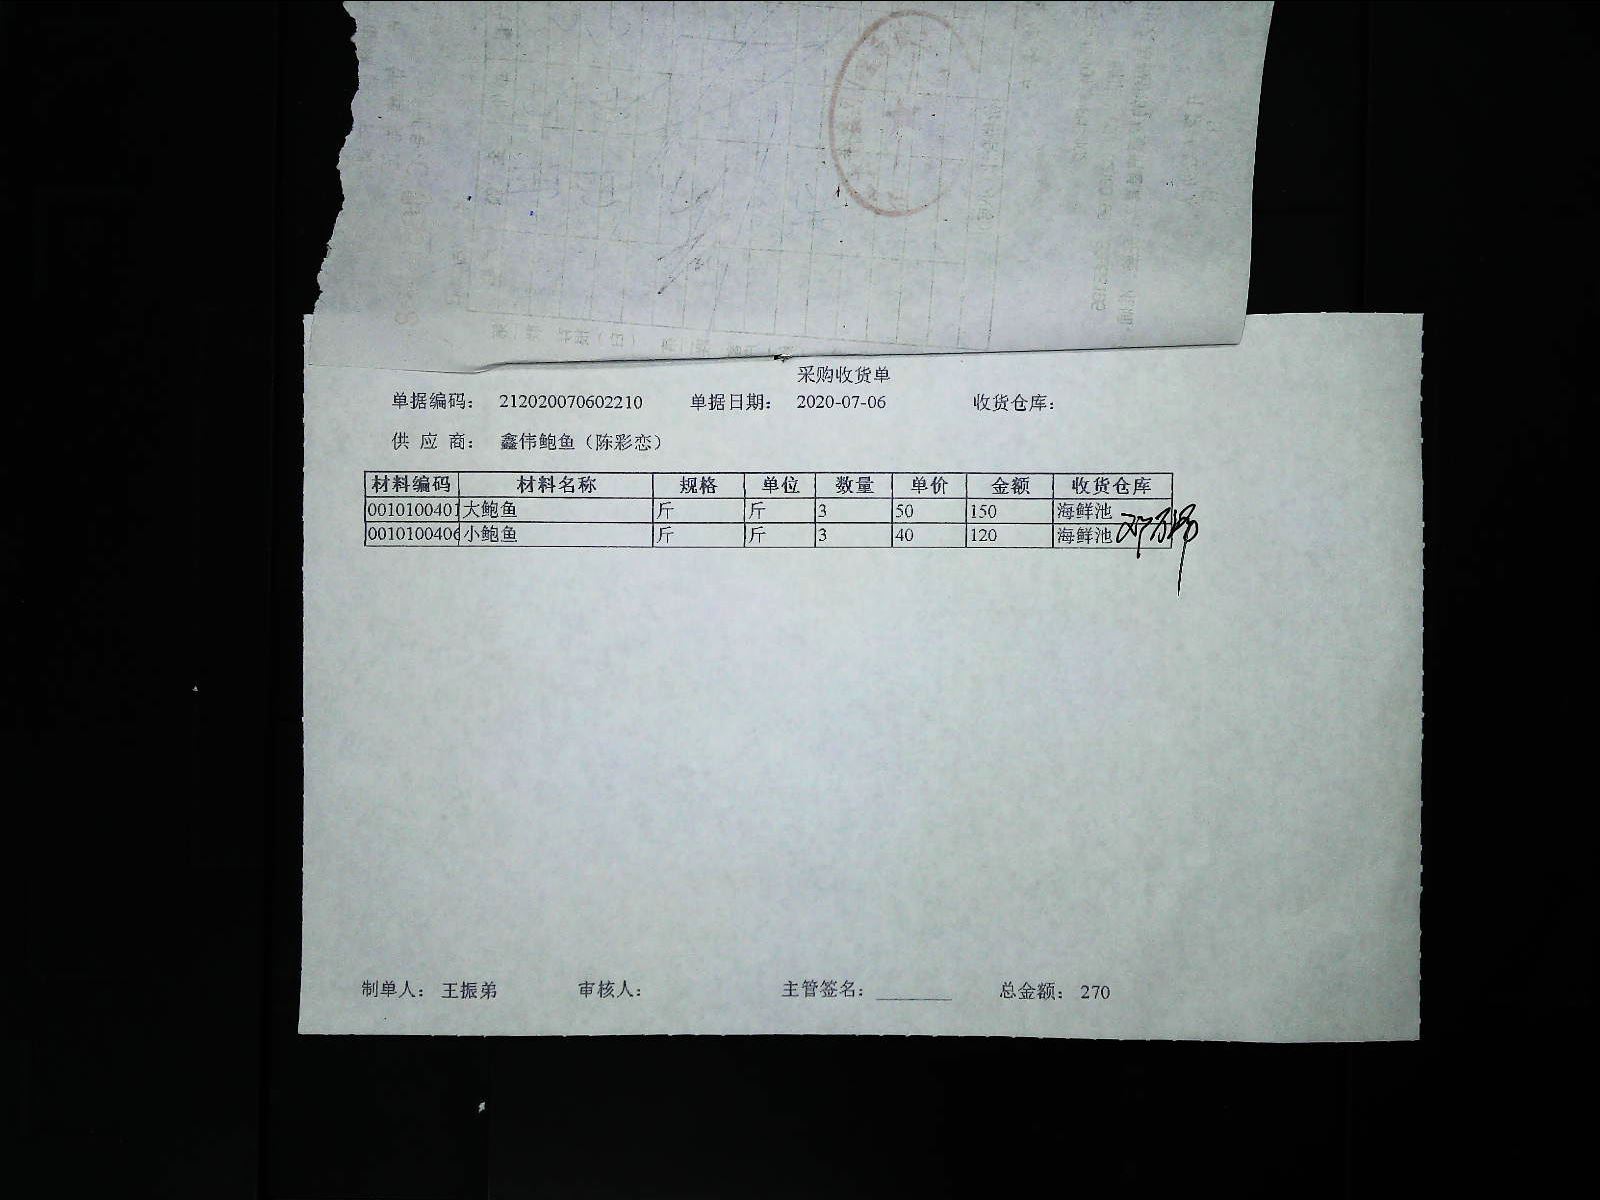 采购收货单
单据编码： 212020070602210 单据日期： 2020-07-06 收货仓库：
供 应 商： 鑫伟鲍鱼（陈彩恋）
材料编码 材料名称 规格 单位 数量 单价 金额 收货仓库
0010100401 大鲍鱼 斤 斤 3 50 150 海鲜池
0010100406 小鲍鱼 斤 斤 3 40 120 海鲜池
制单人： 王振弟 审核人： 主管签名： ________ 总金额： 270